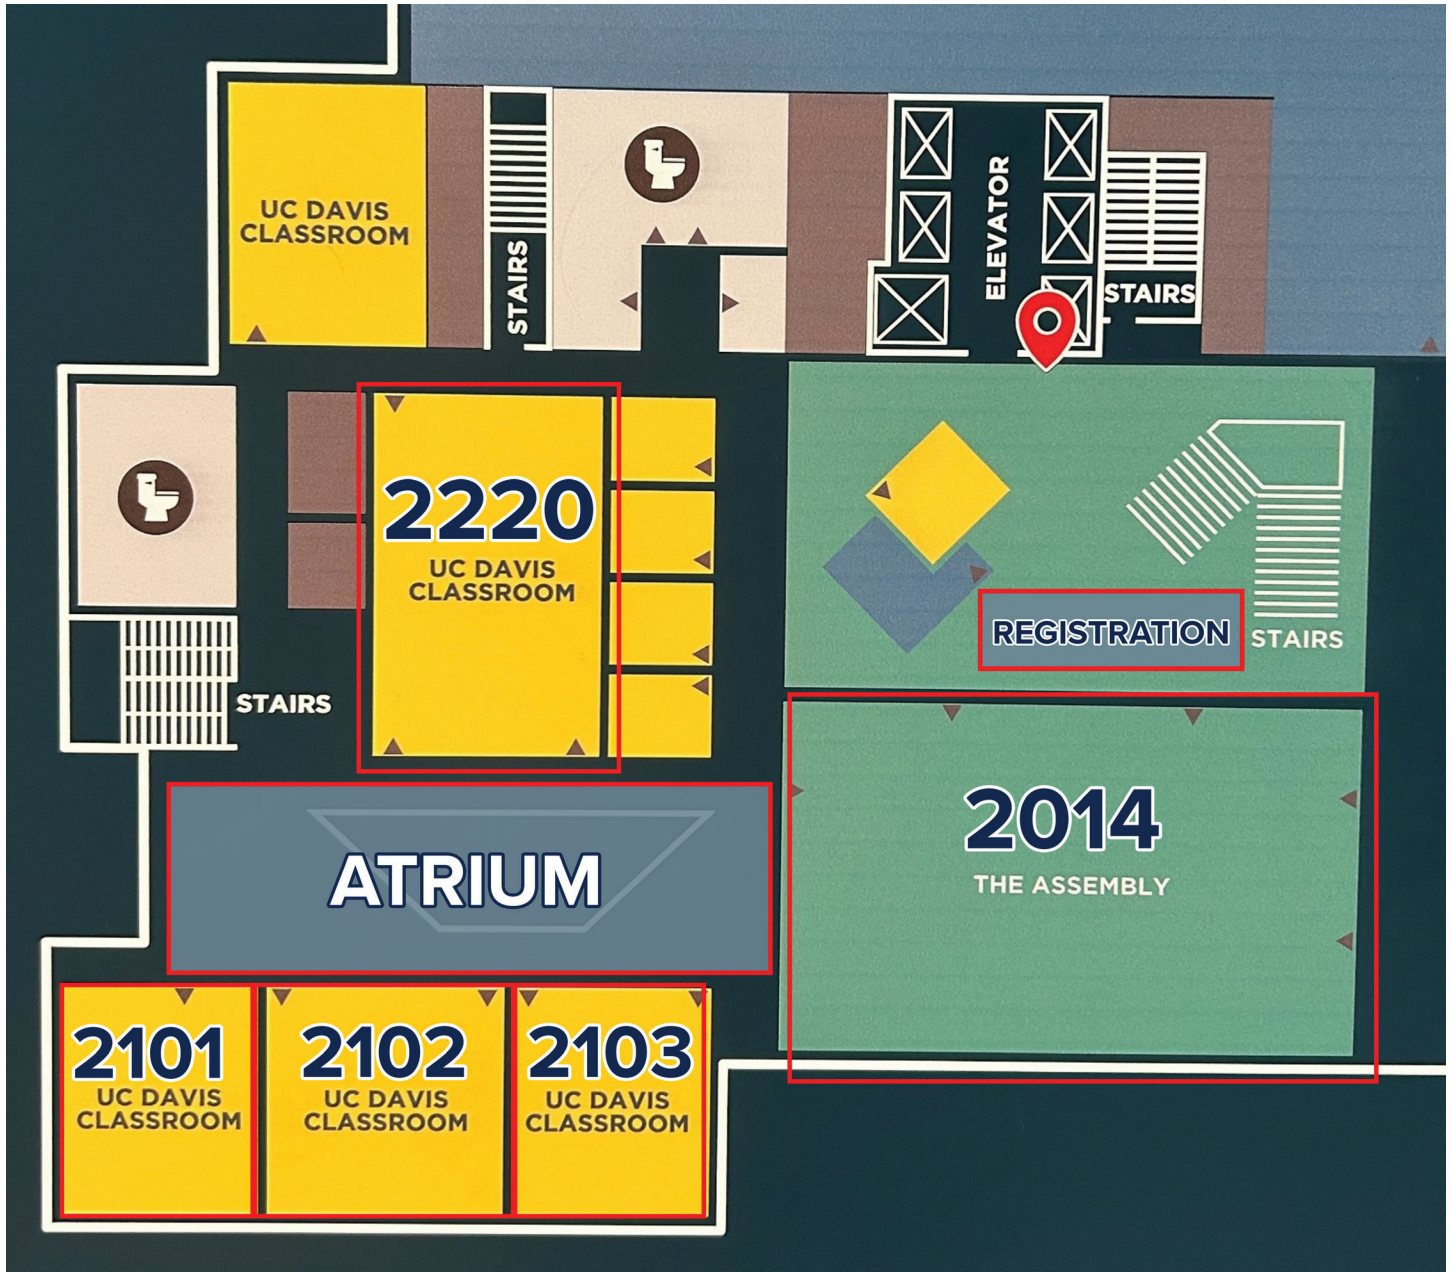 UC DAVIS
CLASSROOM
STAIRS
ELEVATOR
STAIRS
2220
UC DAVIS
CLASSROOM
REGISTRATION
STAIRS
STAIRS
2014
THE ASSEMBLY
ATRIUM
2101
UC DAVIS
CLASSROOM
2102
UC DAVIS
CLASSROOM
2103
UC DAVIS
CLASSROOM